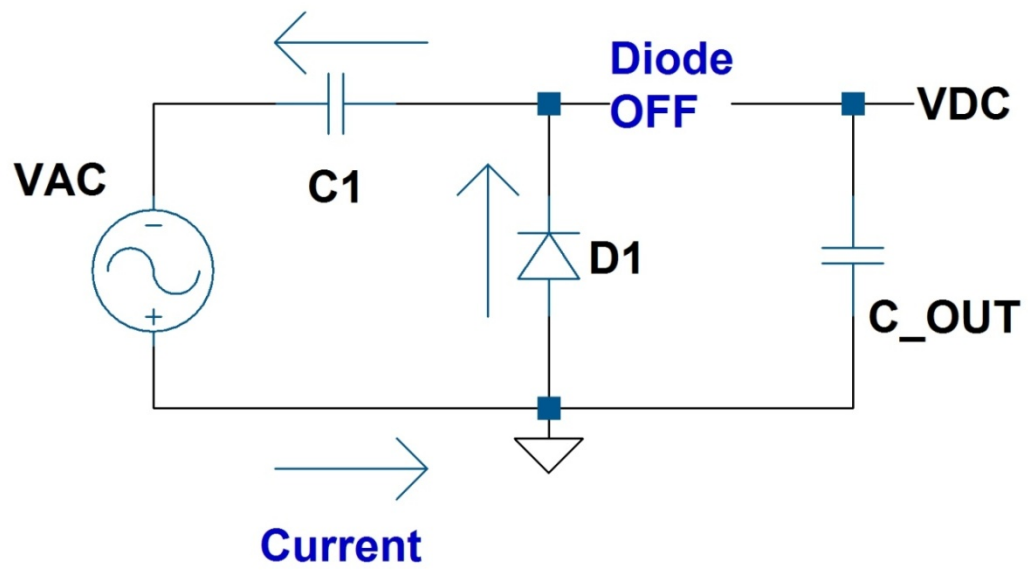 Diode
OFF
VDC
VAC
−
+
C1
D1
C_OUT
Current